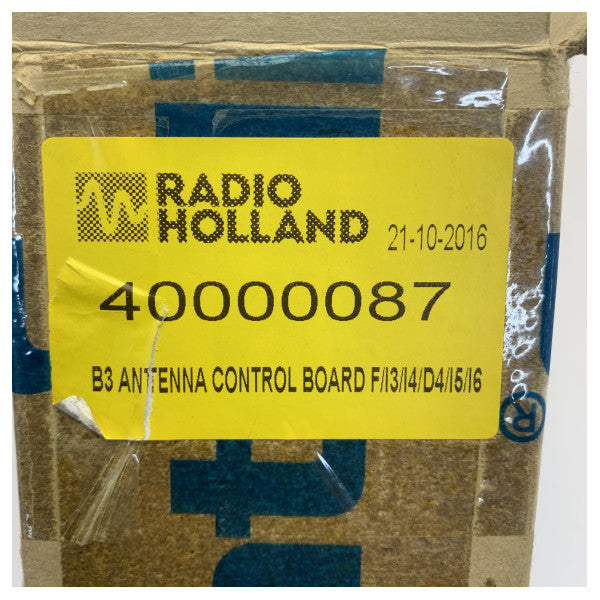 RADIO
HOLLAND
21-10-2016
40000087
B3 ANTENNA CONTROL BOARD F/I3/I4/D4/I5/I6
®